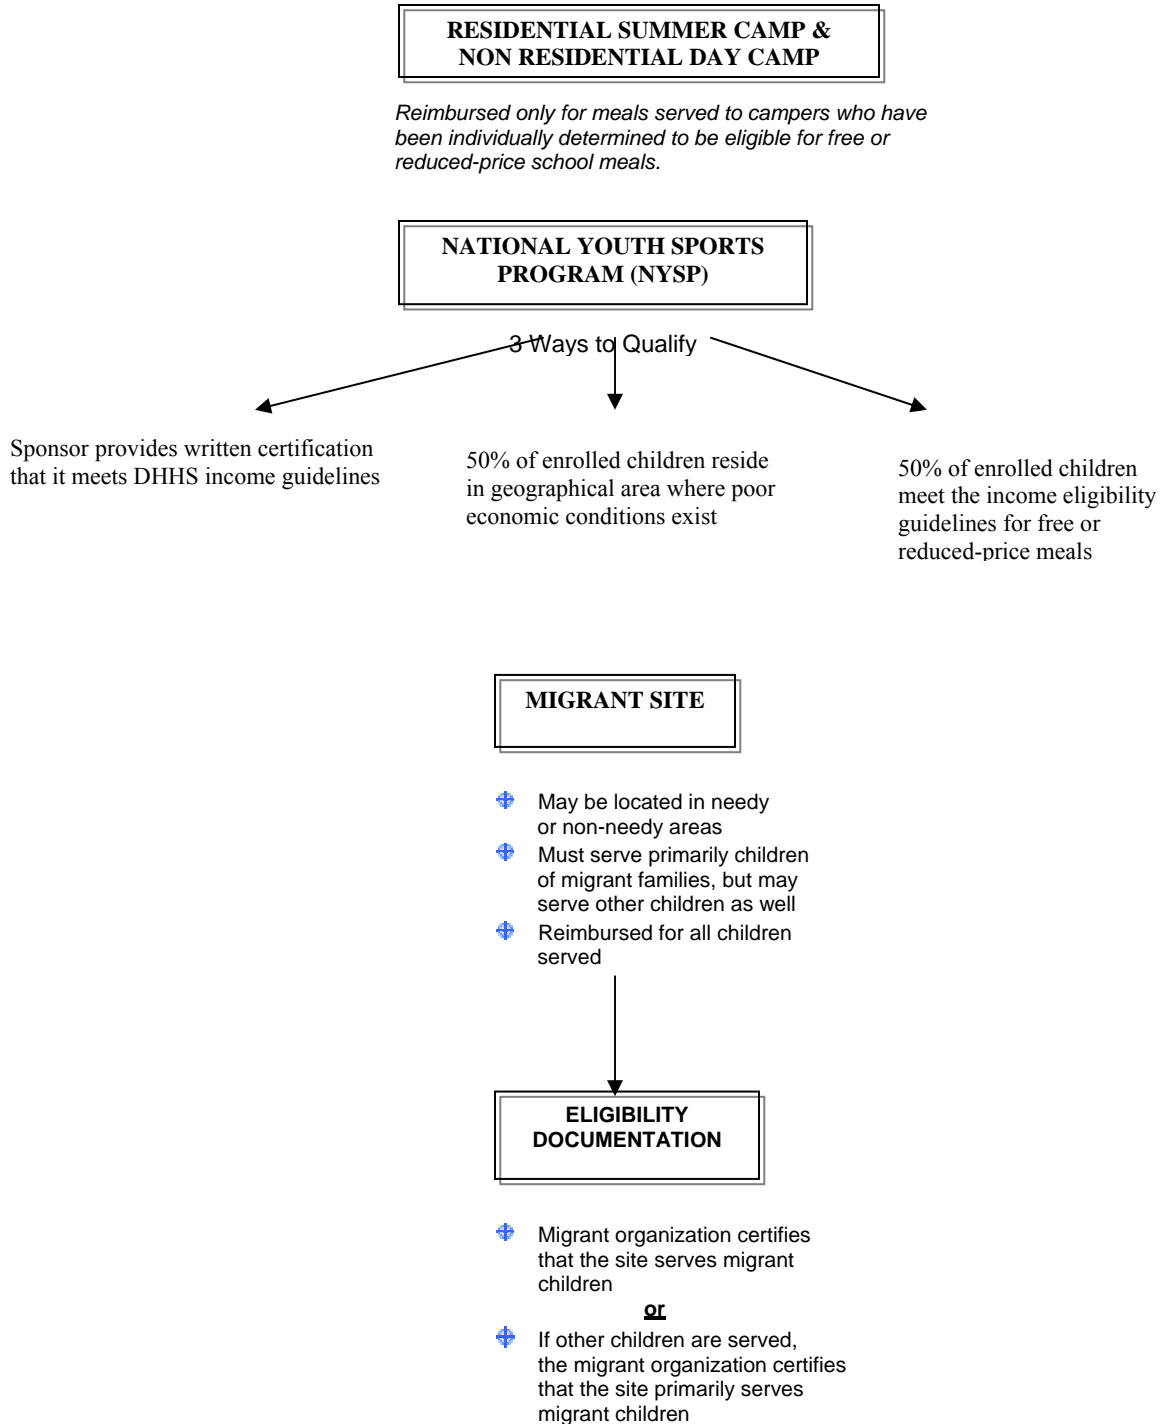 RESIDENTIAL SUMMER CAMP &
NON RESIDENTIAL DAY CAMP
Reimbursed only for meals served to campers who have
been individually determined to be eligible for free or
reduced-price school meals.
NATIONAL YOUTH SPORTS
PROGRAM (NYSP)
3 Ways to Qualify
Sponsor provides written certification
that it meets DHHS income guidelines
50% of enrolled children reside
in geographical area where poor
economic conditions exist
50% of enrolled children
meet the income eligibility
guidelines for free or
reduced-price meals
MIGRANT SITE
May be located in needy
or non-needy areas
Must serve primarily children
of migrant families, but may
serve other children as well
Reimbursed for all children
served
ELIGIBILITY
DOCUMENTATION
Migrant organization certifies
that the site serves migrant
children
or
If other children are served,
the migrant organization certifies
that the site primarily serves
migrant children